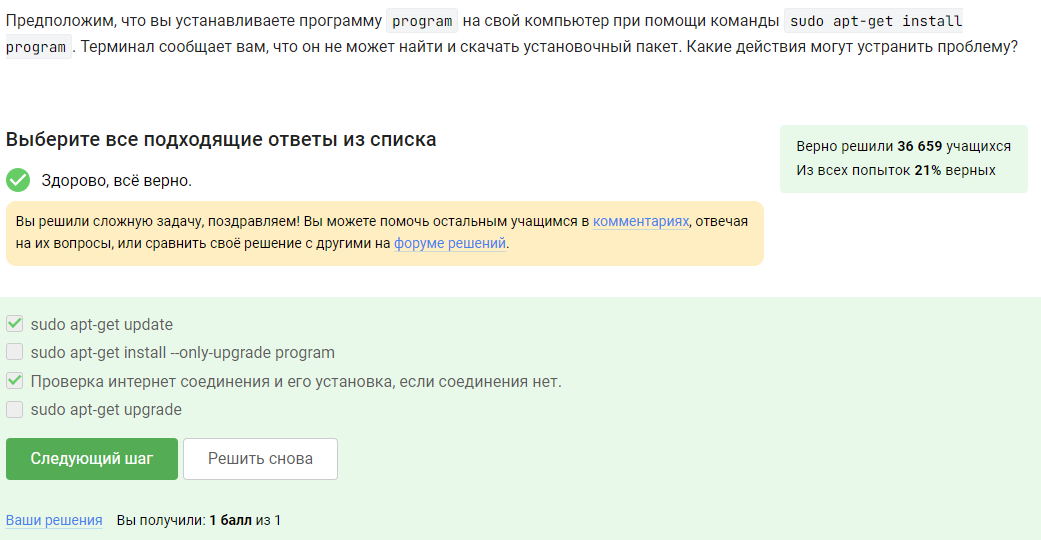 Предположим, что вы устанавливаете программу program на свой компьютер при помощи команды sudo apt-get install
program. Терминал сообщает вам, что он не может найти и скачать установочный пакет. Какие действия могут устранить проблему?
Выберите все подходящие ответы из списка
Верно решили 36 659 учащихся
Из всех попыток 21% верных
Здорово, всё верно.
Вы решили сложную задачу, поздравляем! Вы можете помочь остальным учащимся в комментариях, отвечая
на их вопросы, или сравнить своё решение с другими на форуме решений.
sudo apt-get update
sudo apt-get install --only-upgrade program
Проверка интернет соединения и его установка, если соединения нет.
sudo apt-get upgrade
Следующий шаг Решить снова
Ваши решения Вы получили: 1 балл из 1